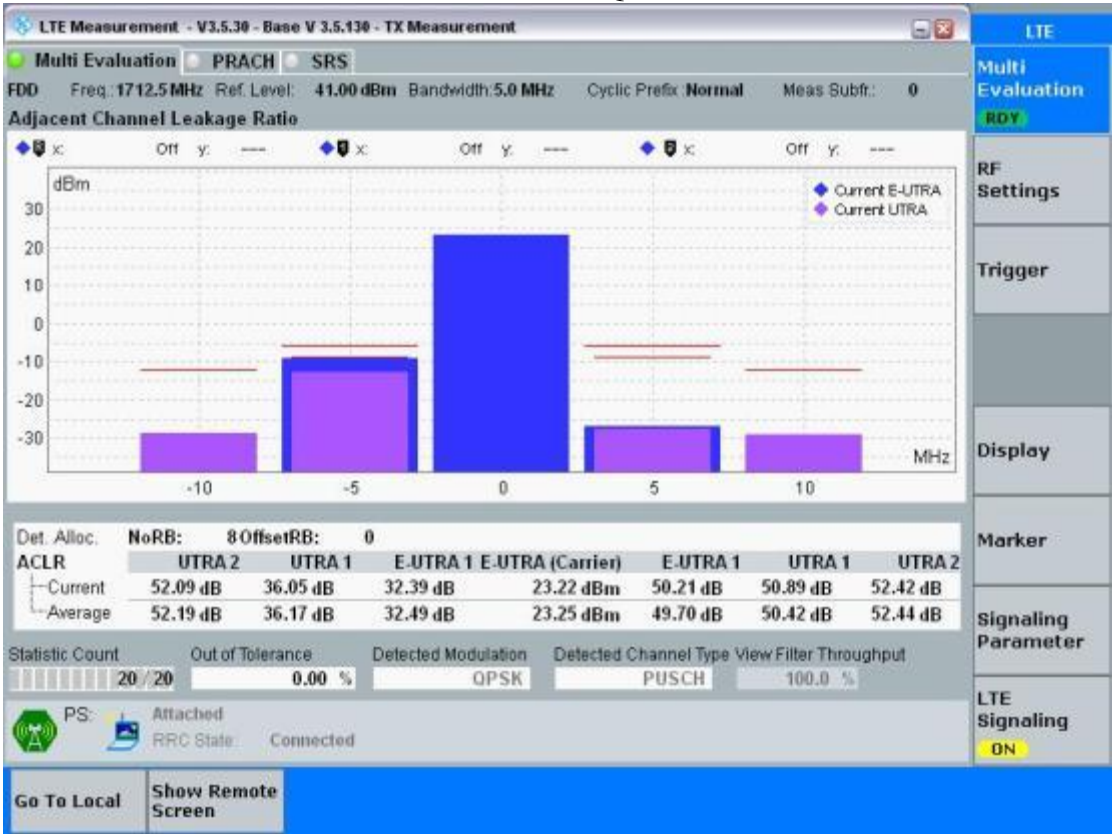 LTE Measurement - V3.5.30 - Base V 3.5.130 - TX Measurement
Multi Evaluation PRACH SRS
FDD Freq.: 1712.5 MHz Ref. Level: 41.00 dBm Bandwidth: 5.0 MHz Cyclic Prefix: Normal Meas Subfr.: 0
Adjacent Channel Leakage Ratio
x: Off y: --- x: Off y: --- x: Off y: ---
dBm
Current E-UTRA
Current UTRA
30
20
10
0
-10
-20
-30
MHz
-10 -5 0 5 10
Det. Alloc. NoRB: 8 OffsetRB: 0
ACLR UTRA 2 UTRA 1 E-UTRA 1 E-UTRA (Carrier) E-UTRA 1 UTRA 1 UTRA 2
Current 52.09 dB 36.05 dB 32.39 dB 23.22 dBm 50.21 dB 50.89 dB 52.42 dB
Average 52.19 dB 36.17 dB 32.49 dB 23.25 dBm 49.70 dB 50.42 dB 52.44 dB
Statistic Count Out of Tolerance Detected Modulation Detected Channel Type View Filter Throughput
20 / 20 0.00 % QPSK PUSCH 100.0 %
PS: Attached
RRC State: Connected
Go To Local
Show Remote
Screen
LTE
Multi
Evaluation
RDY
RF
Settings
Trigger
Display
Marker
Signaling
Parameter
LTE
Signaling
ON